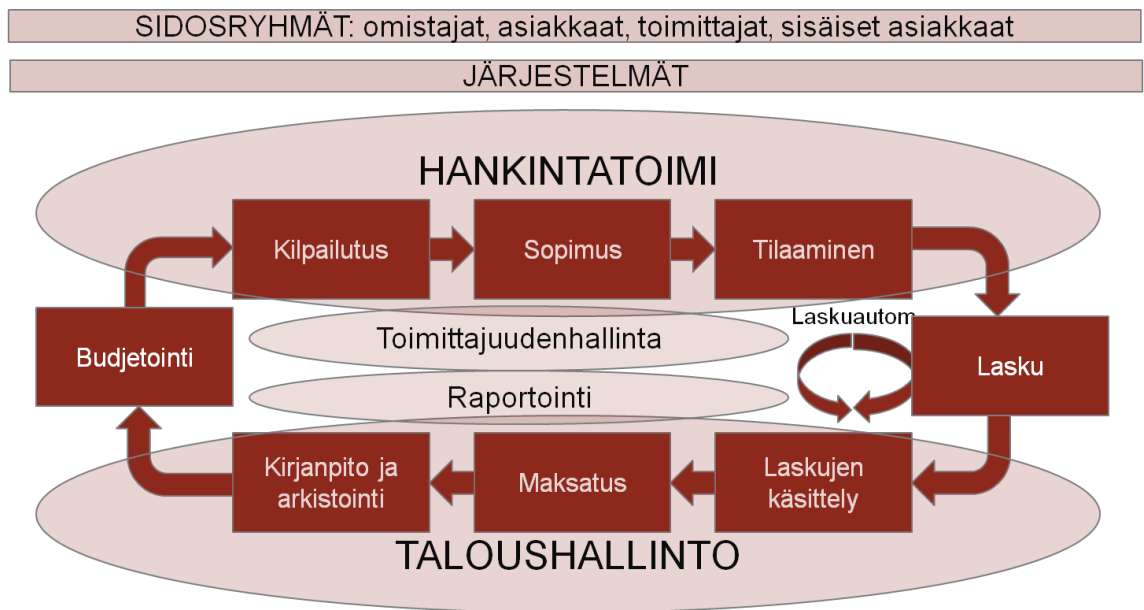 SIDOSRYHMÄT: omistajat, asiakkaat, toimittajat, sisäiset asiakkaat
JÄRJESTELMÄT
HANKINTATOIMI
Kilpailutus
Sopimus
Tilaaminen
Budjetointi
Toimittajuudenhallinta
Laskuautom
Lasku
Raportointi
Kirjanpito ja
arkistointi
Maksatus
Laskujen
käsittely
TALOUSHALLINTO